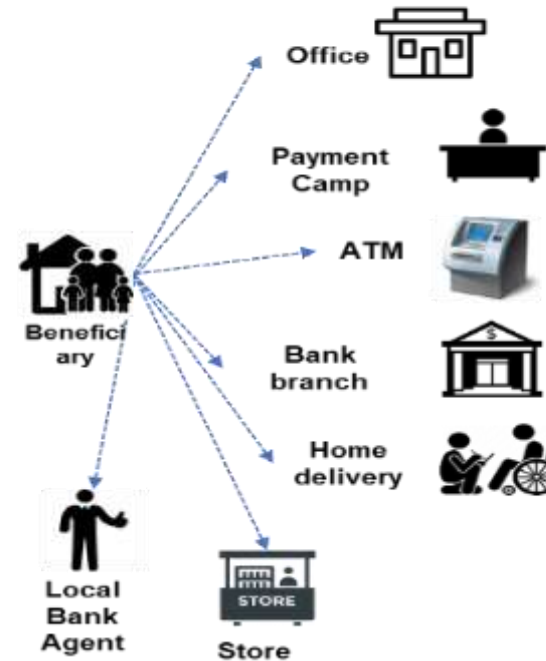 Office
Payment
Camp
ATM
Benefici
ary
$
Bank
branch
Home
delivery
Local
Bank
Agent
STORE
Store